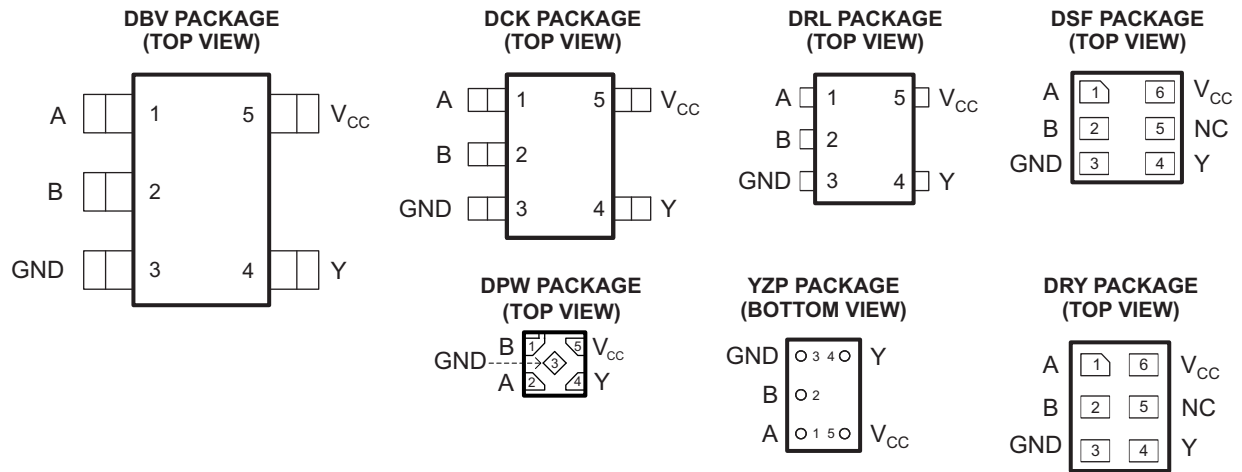 DBV PACKAGE
(TOP VIEW)
A 1 5 VCC
B 2
GND 3 4 Y
DCK PACKAGE
(TOP VIEW)
A 1 5 VCC
B 2
GND 3 4 Y
DRL PACKAGE
(TOP VIEW)
A 1 5 VCC
B 2
GND 3 4 Y
DSF PACKAGE
(TOP VIEW)
A 1 6 VCC
B 2 5 NC
GND 3 4 Y
DPW PACKAGE
(TOP VIEW)
B 1 5 VCC
GND 3
A 2 4 Y
YZP PACKAGE
(BOTTOM VIEW)
GND 3 4 Y
B 2
A 1 5 VCC
DRY PACKAGE
(TOP VIEW)
A 1 6 VCC
B 2 5 NC
GND 3 4 Y